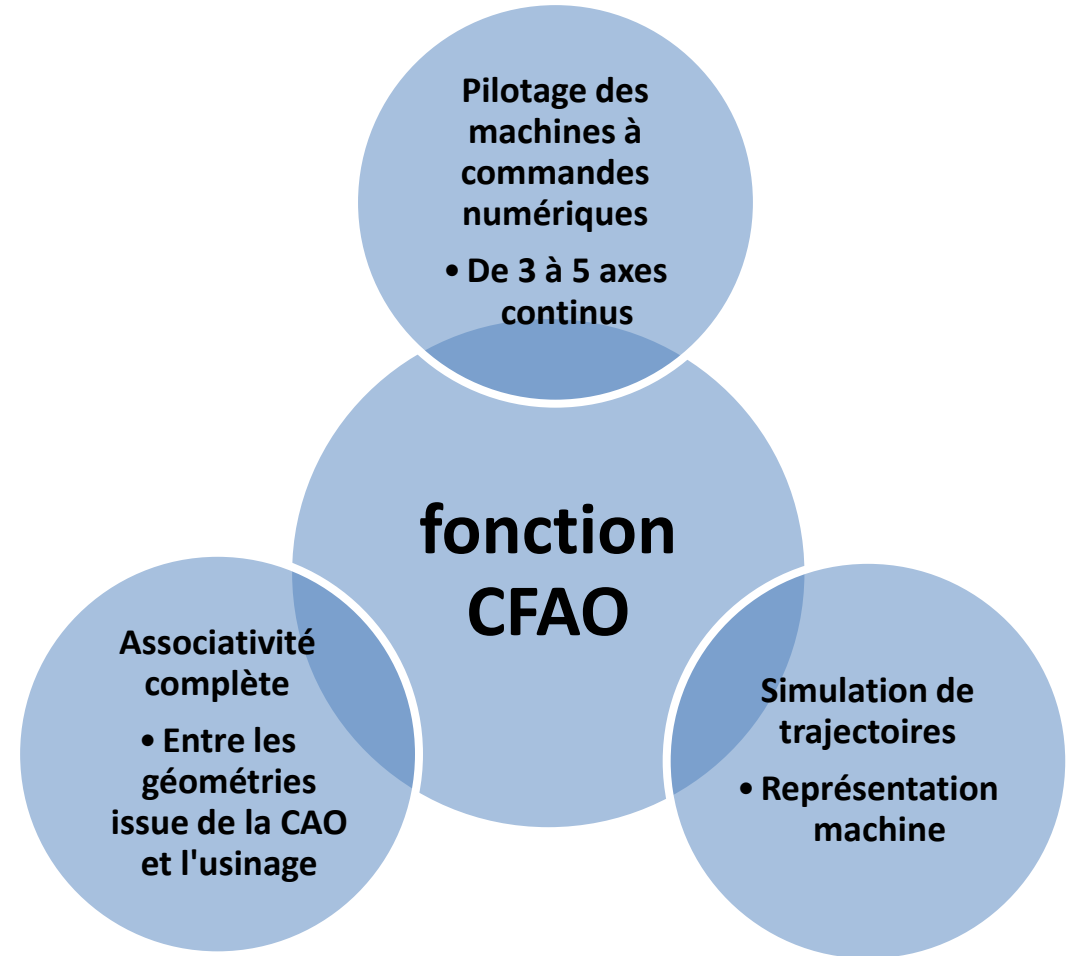 Pilotage des
machines à
commandes
numériques
• De 3 à 5 axes
continus
fonction
CFAO
Associativité
complète
• Entre les
géométries
issue de la CAO
et l'usinage
Simulation de
trajectoires
• Représentation
machine